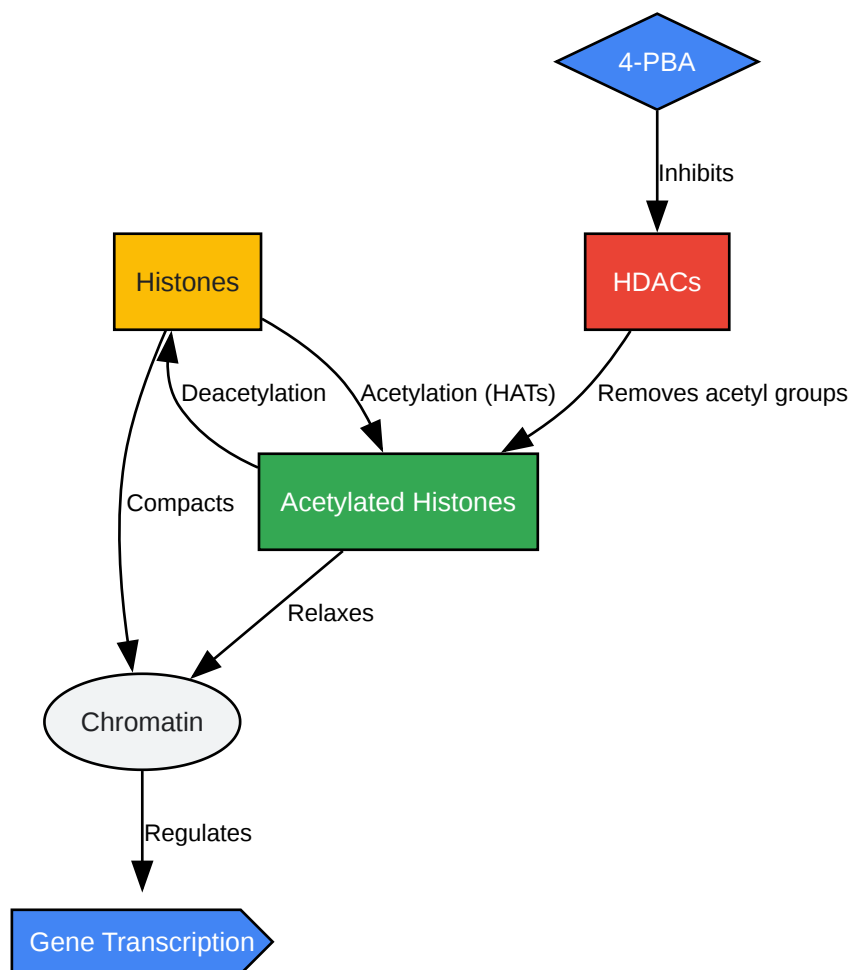 4-PBA
Inhibits
Histones
HDACs
Deacetylation
Acetylation (HATs)
Removes acetyl groups
Compacts
Acetylated Histones
Relaxes
Chromatin
Regulates
Gene Transcription